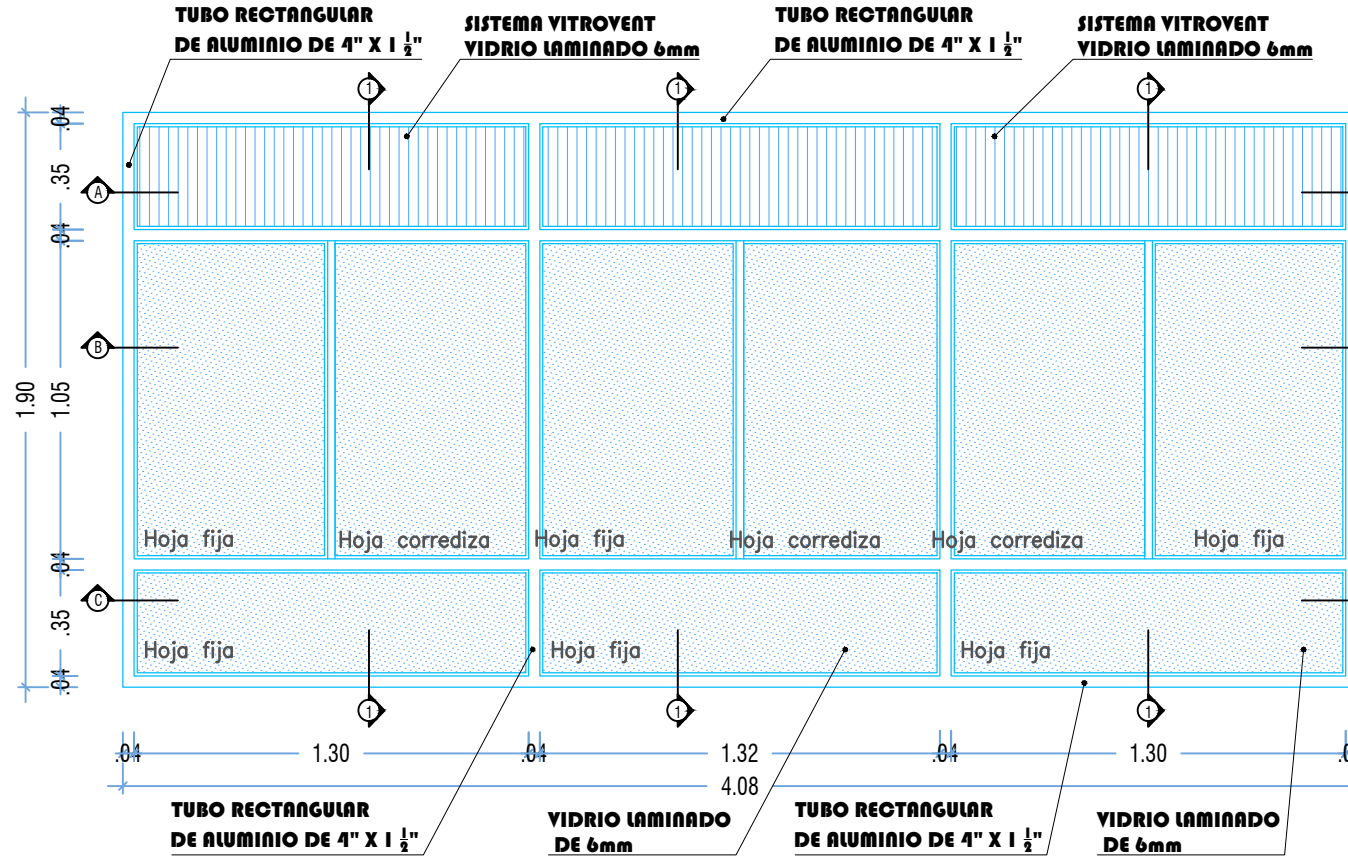 TUBO RECTANGULAR
DE ALUMINIO DE 4" X 1 ½"
SISTEMA VITROVENT
VIDRIO LAMINADO 6mm
TUBO RECTANGULAR
DE ALUMINIO DE 4" X 1 ½"
SISTEMA VITROVENT
VIDRIO LAMINADO 6mm
1
1
1
.04
.35
A
.04
B
1.90
1.05
Hoja fija
Hoja corrediza
Hoja fija
Hoja corrediza
Hoja corrediza
Hoja fija
.04
C
.35
Hoja fija
Hoja fija
Hoja fija
.04
1
1
1
.04
1.30
.04
1.32
.04
1.30
4.08
TUBO RECTANGULAR
DE ALUMINIO DE 4" X 1 ½"
VIDRIO LAMINADO
DE 6mm
TUBO RECTANGULAR
DE ALUMINIO DE 4" X 1 ½"
VIDRIO LAMINADO
DE 6mm